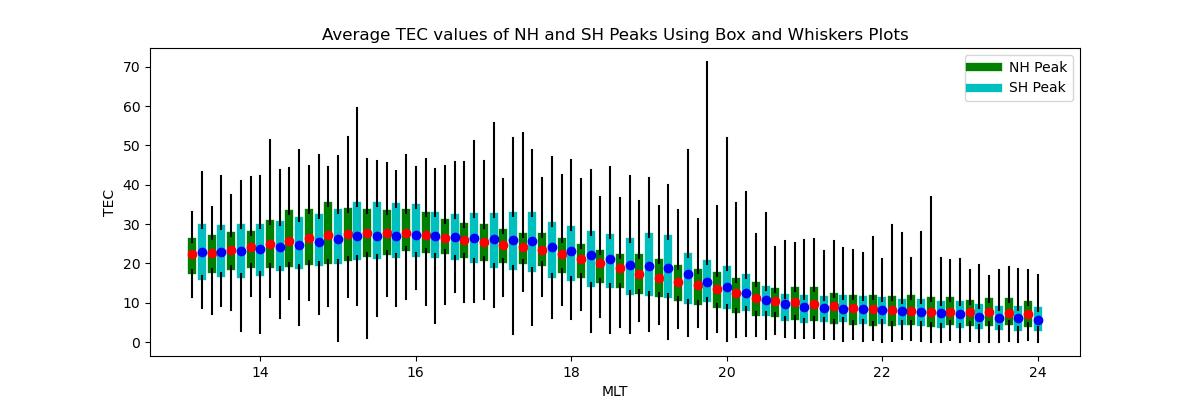 Average TEC values of NH and SH Peaks Using Box and Whiskers Plots
NH Peak
SH Peak
TEC
70
60
50
40
30
20
10
0
14 16 18 20 22 24
MLT